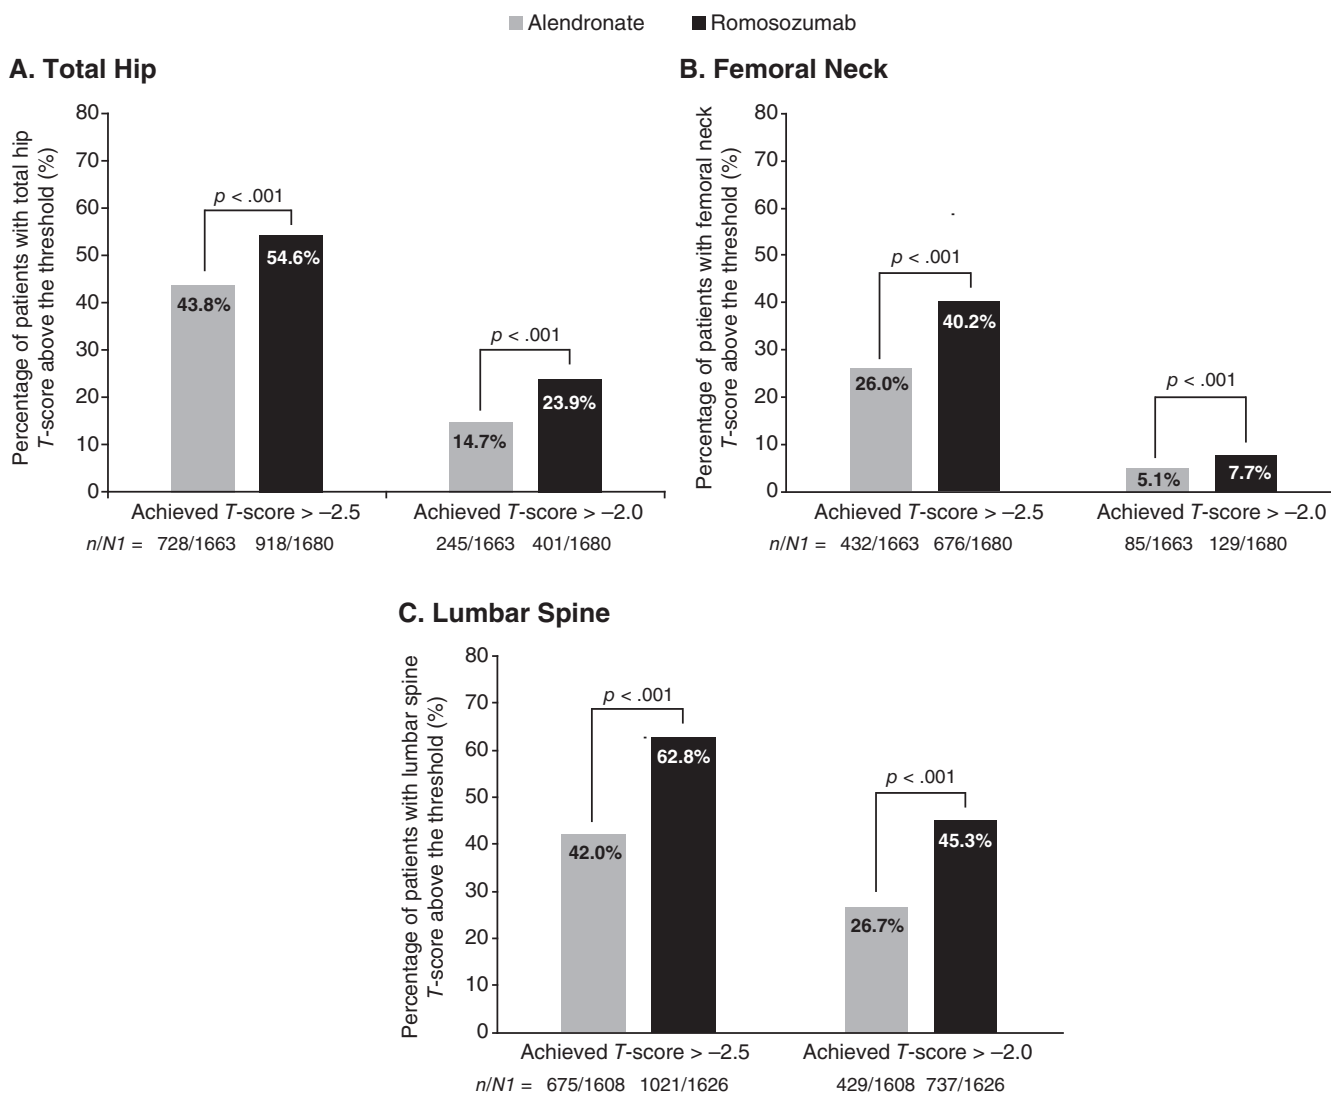 Alendronate Romosozumab
A. Total Hip
Percentage of patients with total hip
T-score above the threshold (%)
80
70
60
50
40
30
20
10
0
p < .001
43.8%
54.6%
p < .001
14.7%
23.9%
Achieved T-score > –2.5 Achieved T-score > –2.0
n/N1 = 728/1663 918/1680 245/1663 401/1680
B. Femoral Neck
Percentage of patients with femoral neck
T-score above the threshold (%)
80
70
60
50
40
30
20
10
0
p < .001
26.0%
40.2%
p < .001
5.1%
7.7%
Achieved T-score > –2.5 Achieved T-score > –2.0
n/N1 = 432/1663 676/1680 85/1663 129/1680
C. Lumbar Spine
Percentage of patients with lumbar spine
T-score above the threshold (%)
80
70
60
50
40
30
20
10
0
p < .001
42.0%
62.8%
p < .001
26.7%
45.3%
Achieved T-score > –2.5 Achieved T-score > –2.0
n/N1 = 675/1608 1021/1626 429/1608 737/1626